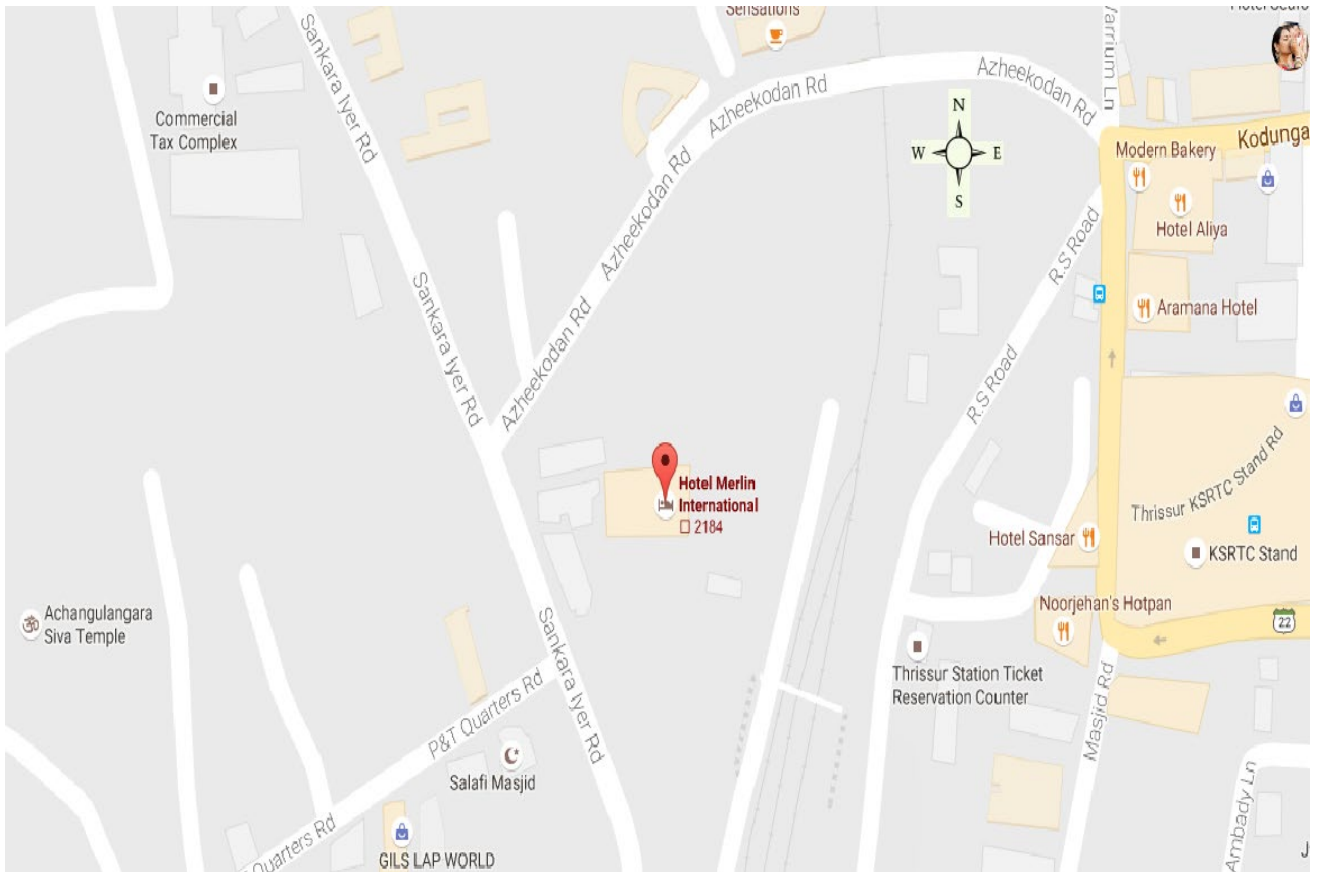 Sensations
Sankara Iyer Rd
Azheekodan Rd
Azheekodan Rd
Commercial
Tax Complex
N
W
E
S
Modern Bakery
Kodunga
Hotel Aliya
Azheekodan Rd
R.S Road
Sankara Iyer Rd
Aramana Hotel
Azheekodan Rd
R.S Road
Hotel Merlin
International
2184
Thrissur KSRTC Stand Rd
Hotel Sansar
KSRTC Stand
Achangulangara
Siva Temple
Noorjehan's Hotpan
22
Sankara Iyer Rd
Thrissur Station Ticket
Reservation Counter
Masjid Rd
P&T Quarters Rd
Salafi Masjid
Ambady Ln
Quarters Rd
GILS LAP WORLD